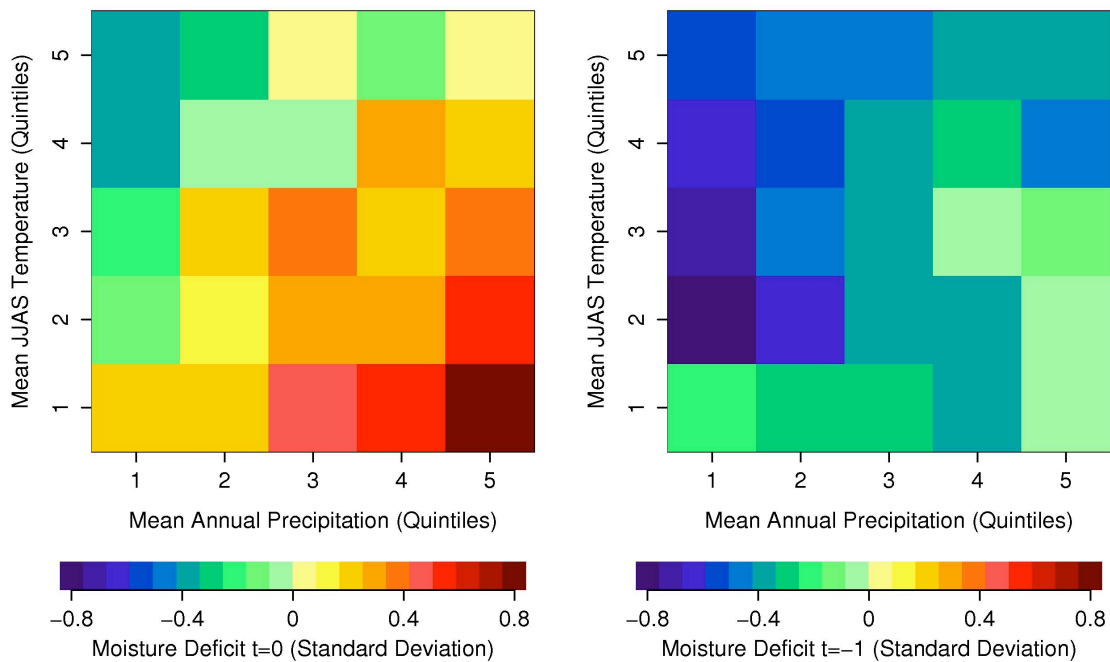 Mean JJAS Temperature (Quintiles)
5
4
3
2
1
1 2 3 4 5
Mean Annual Precipitation (Quintiles)
−0.8 −0.4 0 0.4 0.8
Moisture Deficit t=0 (Standard Deviation)
Mean JJAS Temperature (Quintiles)
5
4
3
2
1
1 2 3 4 5
Mean Annual Precipitation (Quintiles)
−0.8 −0.4 0 0.4 0.8
Moisture Deficit t=−1 (Standard Deviation)